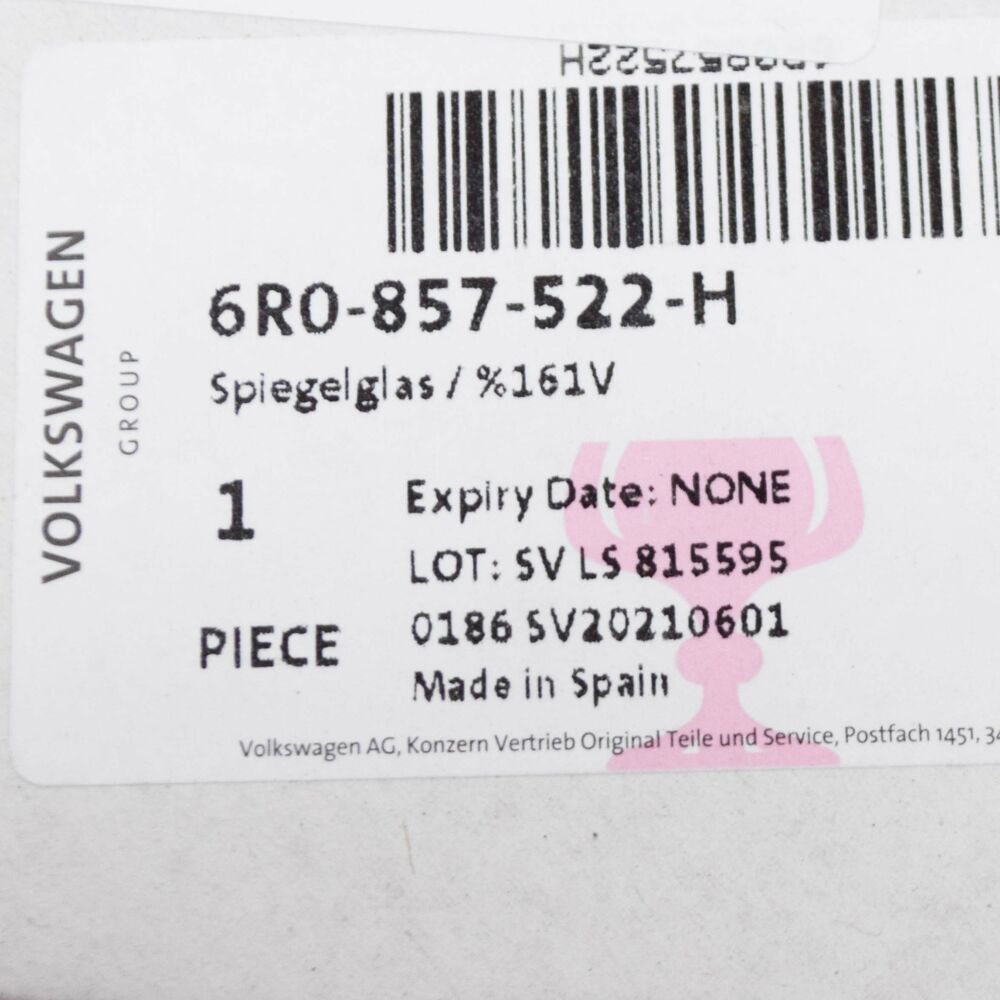 VOLKSWAGEN
GROUP
6R0-857-522-H
Spiegelglas / %161V
1
PIECE
Expiry Date: NONE
LOT: SV LS 815595
0186 SV20210601
Made in Spain
Volkswagen AG, Konzern Vertrieb Original Teile und Service, Postfach 1451, 34